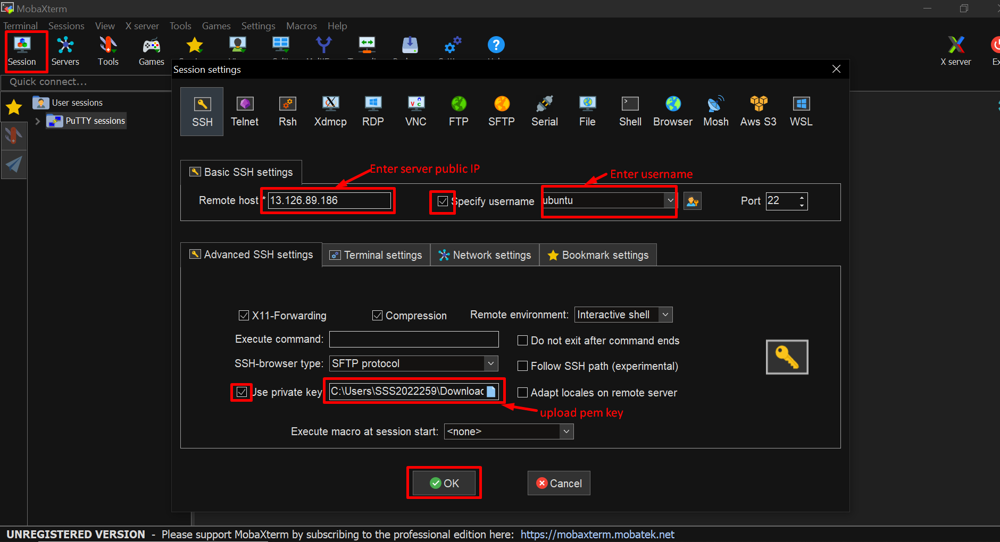 MobaXterm
Terminal Sessions View X server Tools Games Settings Macros Help
Session Servers Tools Games X server
Quick connect...
User sessions
PuTTY sessions
Session settings
SSH Telnet Rsh Xdmcp RDP VNC FTP SFTP Serial File Shell Browser Mosh Aws S3 WSL
Basic SSH settings
Enter server public IP
Enter username
Remote host * 13.126.89.186 Specify username ubuntu Port 22
Advanced SSH settings Terminal settings Network settings Bookmark settings
X11-Forwarding Compression Remote environment: Interactive shell
Execute command: Do not exit after command ends
SSH-browser type: SFTP protocol Follow SSH path (experimental)
Use private key C:\Users\SSS2022259\Downloac Adapt locales on remote server
upload pem key
Execute macro at session start: <none>
OK Cancel
UNREGISTERED VERSION - Please support MobaXterm by subscribing to the professional edition here: https://mobaxterm.mobatek.net